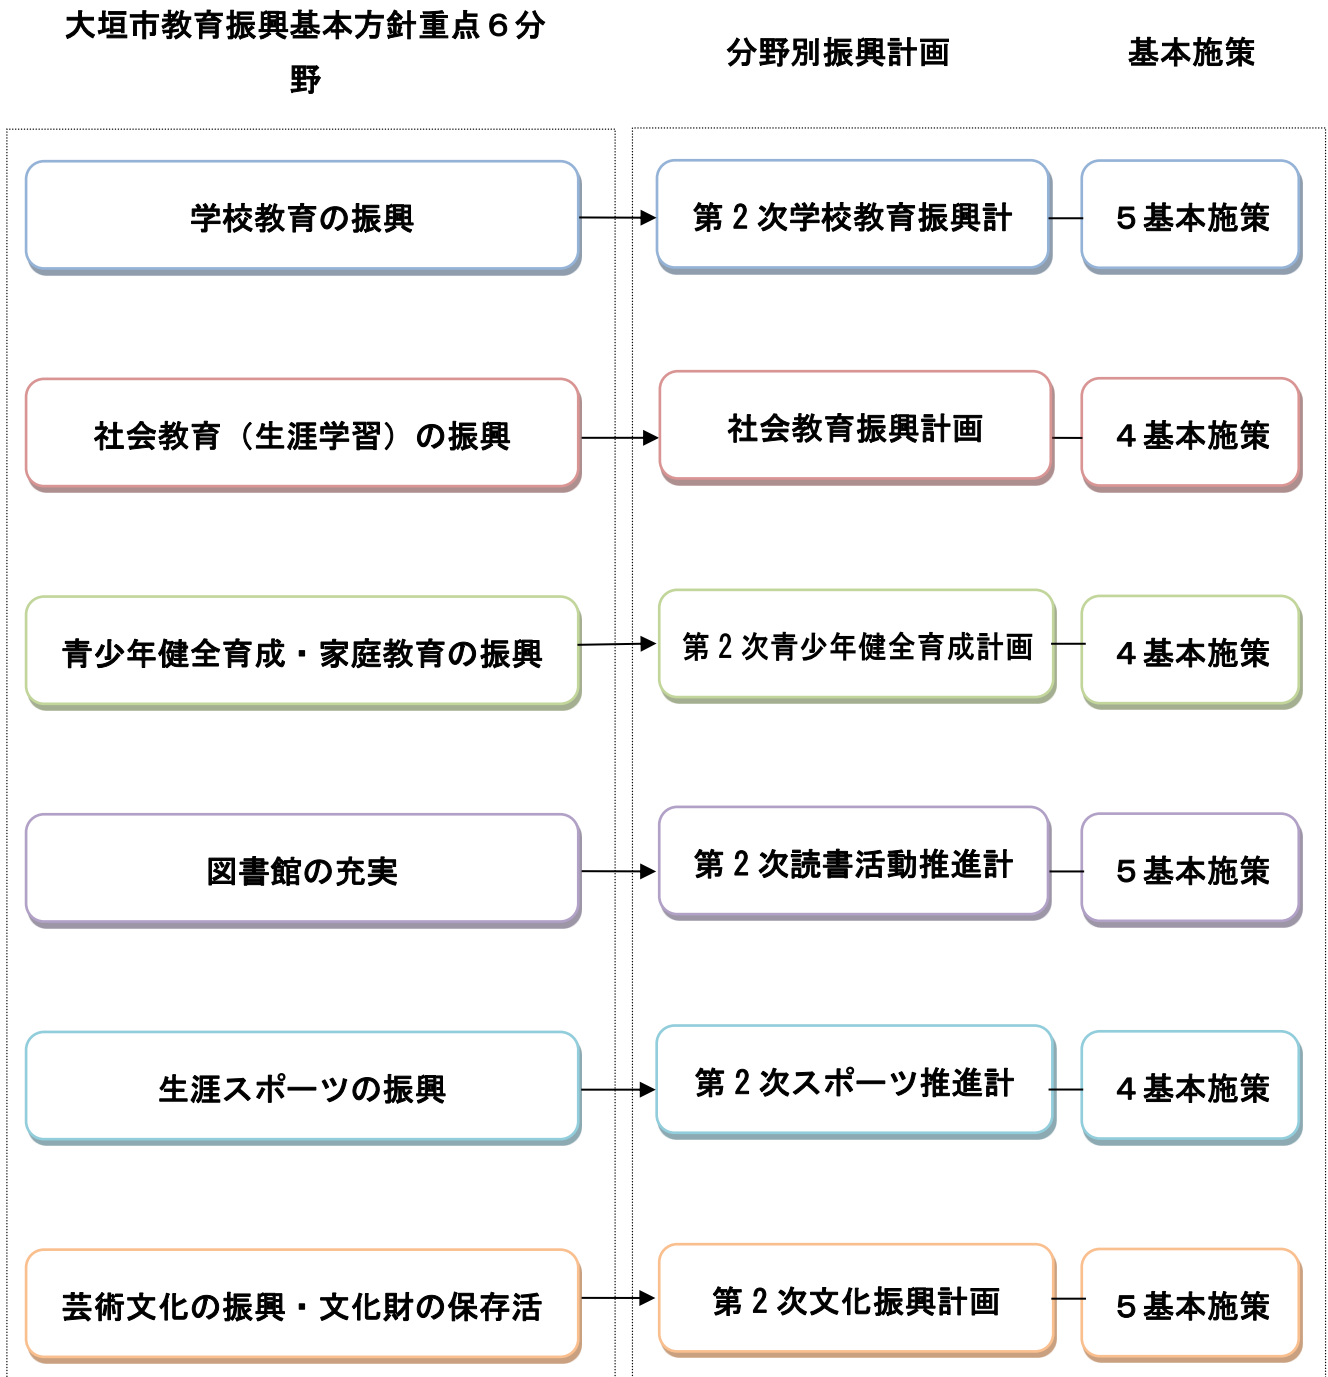 大垣市教育振興基本方針重点６分
野
分野別振興計画
基本施策
学校教育の振興
第２次学校教育振興計
５基本施策
社会教育（生涯学習）の振興
社会教育振興計画
４基本施策
青少年健全育成・家庭教育の振興
第２次青少年健全育成計画
４基本施策
図書館の充実
第２次読書活動推進計
５基本施策
生涯スポーツの振興
第２次スポーツ推進計
４基本施策
芸術文化の振興・文化財の保存活
第２次文化振興計画
５基本施策